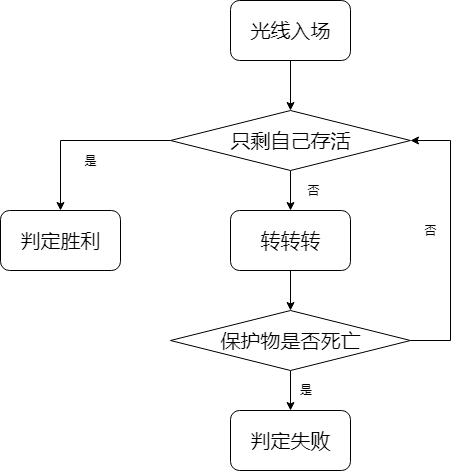 光线入场
只剩自己存活
是
否
判定胜利
转转转
否
保护物是否死亡
是
判定失败